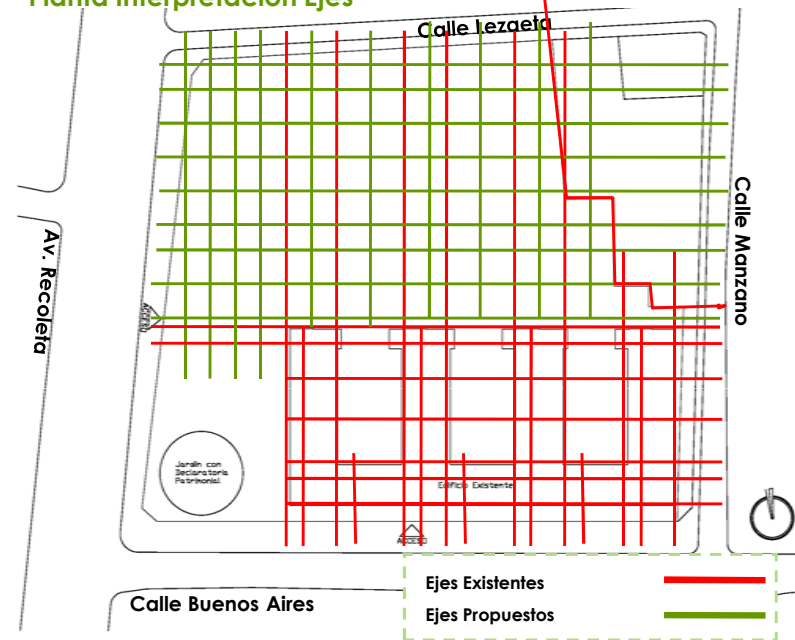 Planta Interpretación Ejes
Calle Lezaeta
Av. Recoleta
Calle Manzano
ACCESO
Jardín con
Declaratoria
Patrimonial
Edificio Existente
ACCESO
Calle Buenos Aires
Ejes Existentes
Ejes Propuestos